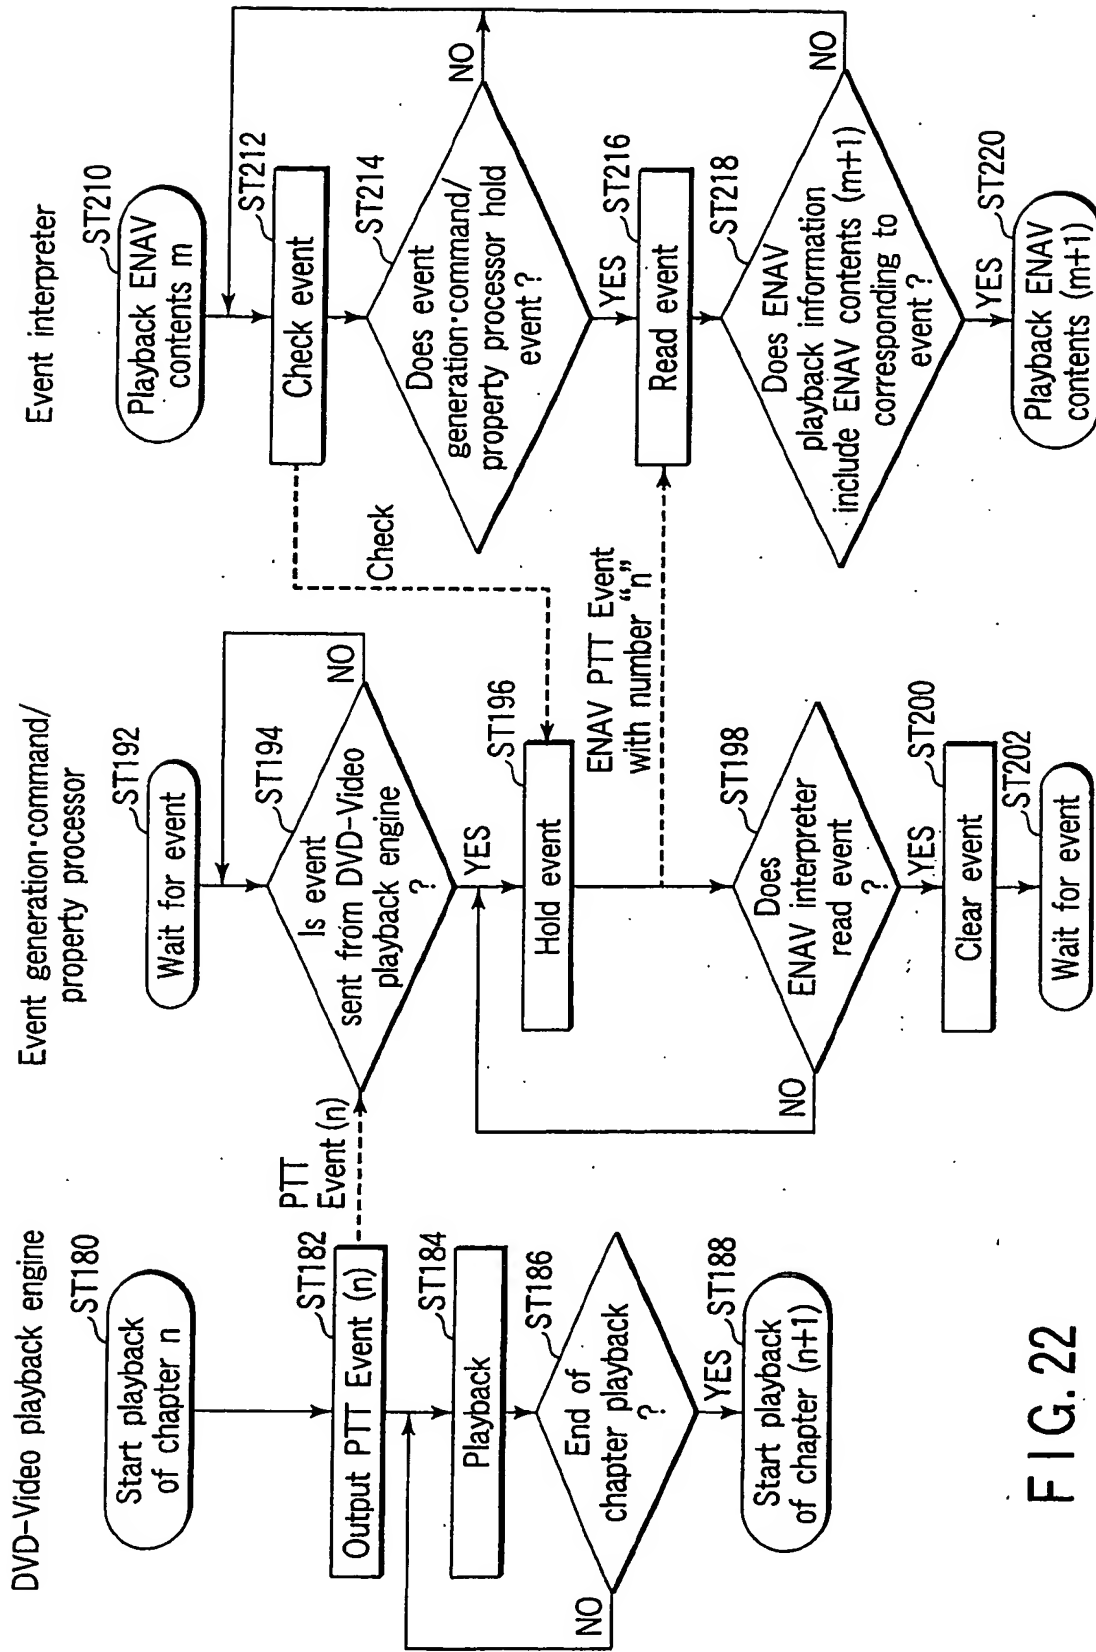 DVD-Video playback engine
ST180
Start playback
of chapter n
ST182
Output PTT Event (n)
PTT
Event (n)
ST184
Playback
ST186
End of
chapter playback
?
NO
YES
ST188
Start playback
of chapter (n+1)
Event generation·command/
property processor
ST192
Wait for event
ST194
Is event
sent from DVD-Video
playback engine
?
NO
YES
ST196
Hold event
ENAV PTT Event
with number "n"
ST198
Does
ENAV interpreter
read event
?
NO
YES
ST200
Clear event
ST202
Wait for event
Event interpreter
ST210
Playback ENAV
contents m
ST212
Check event
Check
ST214
Does event
generation·command/
property processor hold
event ?
NO
YES
ST216
Read event
ST218
Does ENAV
playback information
include ENAV contents (m+1)
corresponding to
event ?
NO
YES
ST220
Playback ENAV
contents (m+1)
FIG. 22